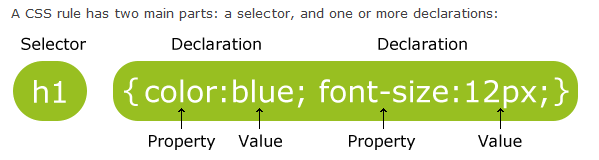 A CSS rule has two main parts: a selector, and one or more declarations:
Selector Declaration Declaration
h1 {color:blue; font-size:12px;}
Property Value Property Value